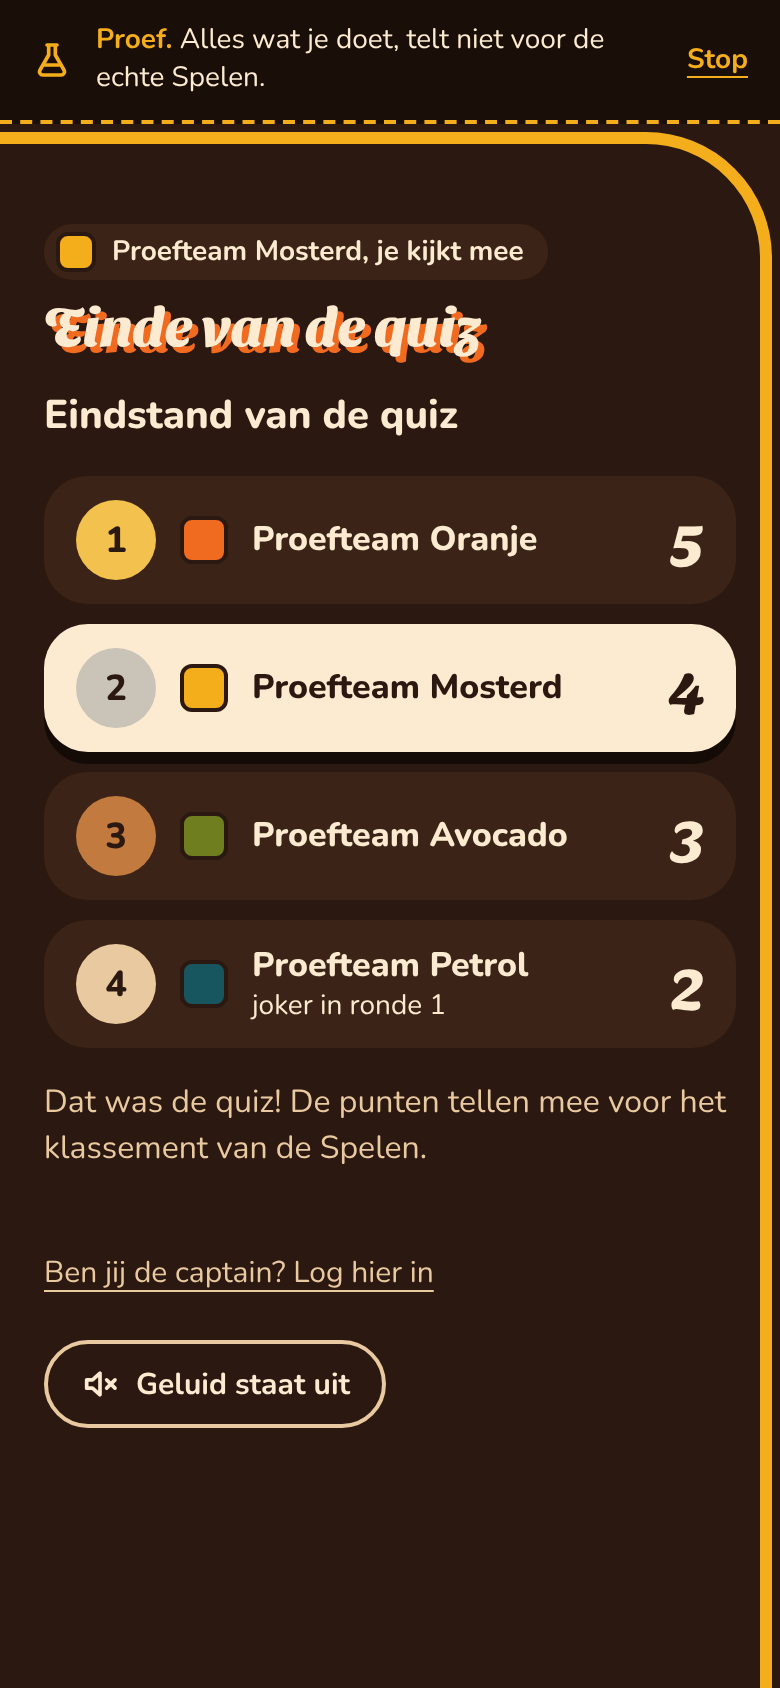 Proef. Alles wat je doet, telt niet voor de
echte Spelen.
Stop
Proefteam Mosterd, je kijkt mee
Einde van de quiz
Eindstand van de quiz
1 Proefteam Oranje 5
2 Proefteam Mosterd 4
3 Proefteam Avocado 3
4 Proefteam Petrol 2
joker in ronde 1
Dat was de quiz! De punten tellen mee voor het
klassement van de Spelen.
Ben jij de captain? Log hier in
Geluid staat uit